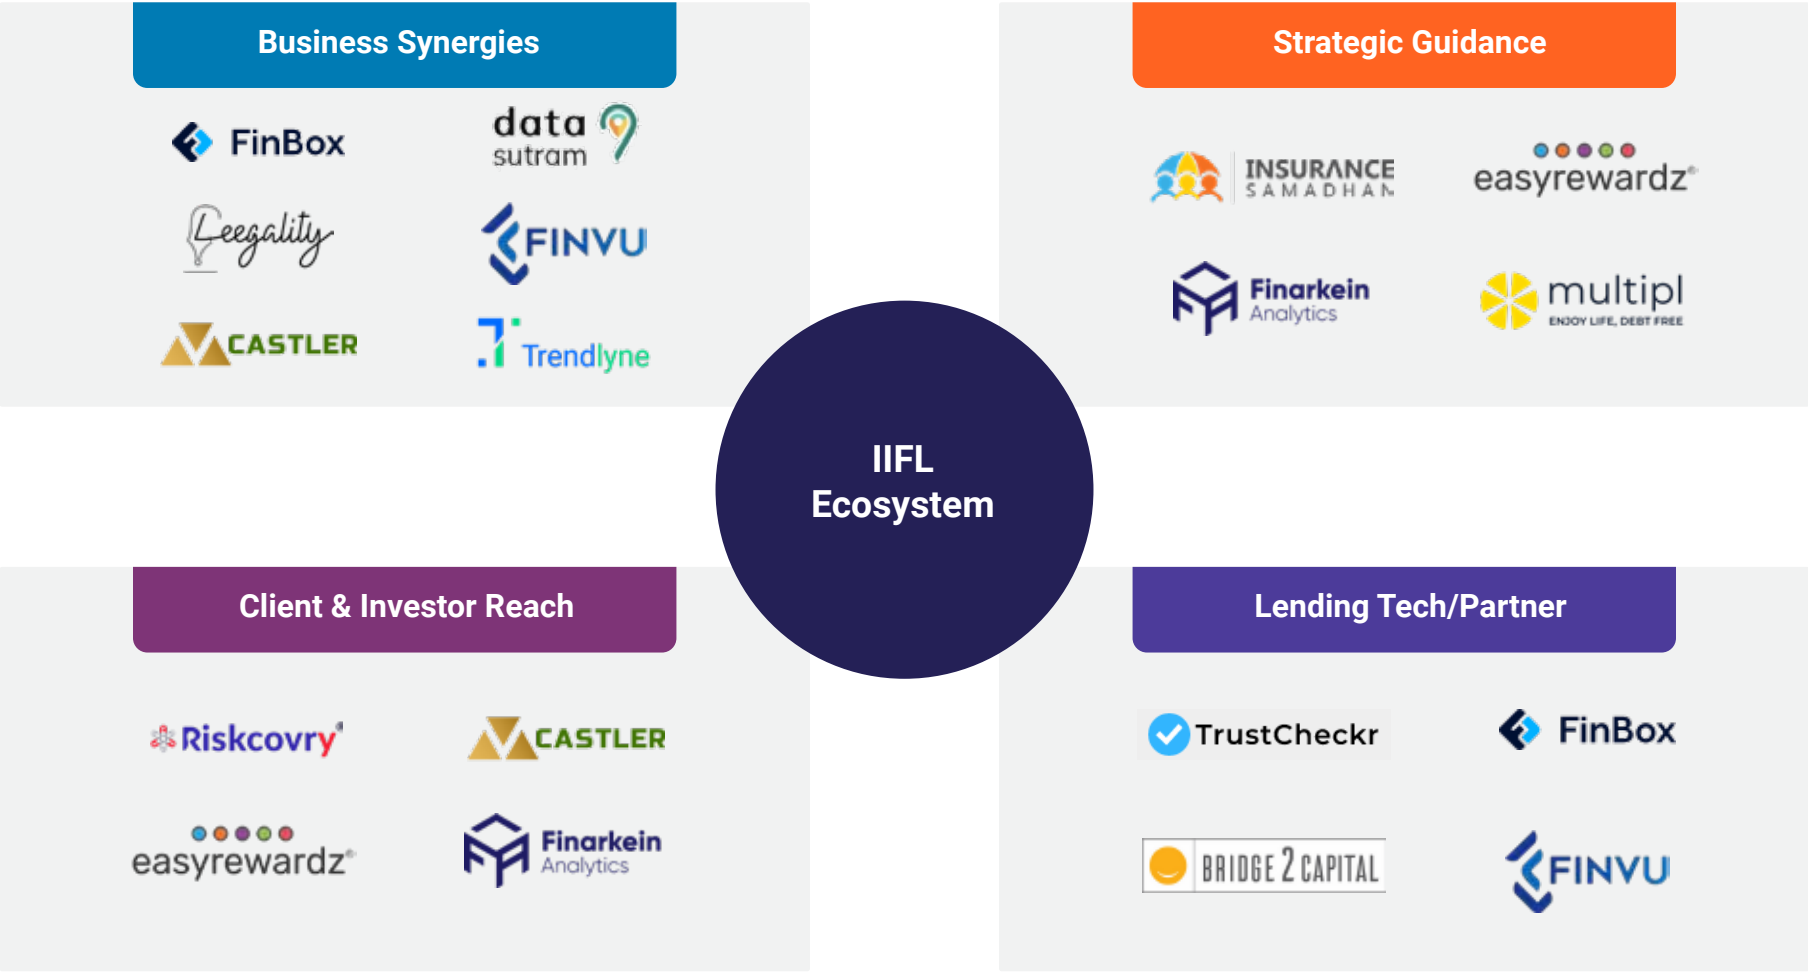 Business Synergies
FinBox
data
sutram
Leegality
FINVU
CASTLER
Trendlyne
Strategic Guidance
INSURANCE
SAMADHAN
easyrewardz®
Finarkein
Analytics
multipl
ENJOY LIFE, DEBT FREE
IIFL
Ecosystem
Client & Investor Reach
Riskcovry
CASTLER
easyrewardz®
Finarkein
Analytics
Lending Tech/Partner
TrustCheckr
FinBox
BRIDGE 2 CAPITAL
FINVU